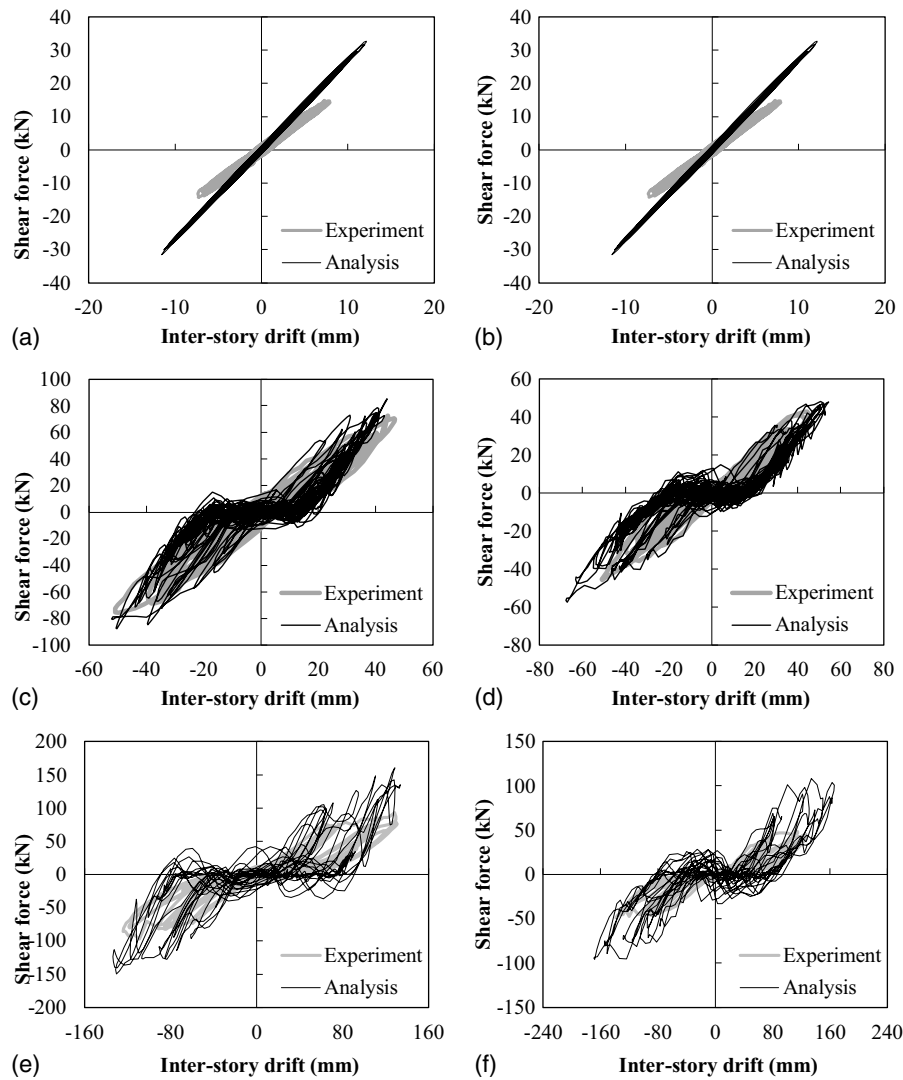 40
30
20
10
0
-10
-20
-30
-40
Shear force (kN)
-20 -10 0 10 20
Inter-story drift (mm)
Experiment
Analysis
(a)
40
30
20
10
0
-10
-20
-30
-40
Shear force (kN)
-20 -10 0 10 20
Inter-story drift (mm)
Experiment
Analysis
(b)
100
80
60
40
20
0
-20
-40
-60
-80
-100
Shear force (kN)
-60 -40 -20 0 20 40 60
Inter-story drift (mm)
Experiment
Analysis
(c)
60
40
20
0
-20
-40
-60
-80
Shear force (kN)
-80 -60 -40 -20 0 20 40 60 80
Inter-story drift (mm)
Experiment
Analysis
(d)
200
150
100
50
0
-50
-100
-150
-200
Shear force (kN)
-160 -80 0 80 160
Inter-story drift (mm)
Experiment
Analysis
(e)
150
100
50
0
-50
-100
-150
Shear force (kN)
-240 -160 -80 0 80 160 240
Inter-story drift (mm)
Experiment
Analysis
(f)